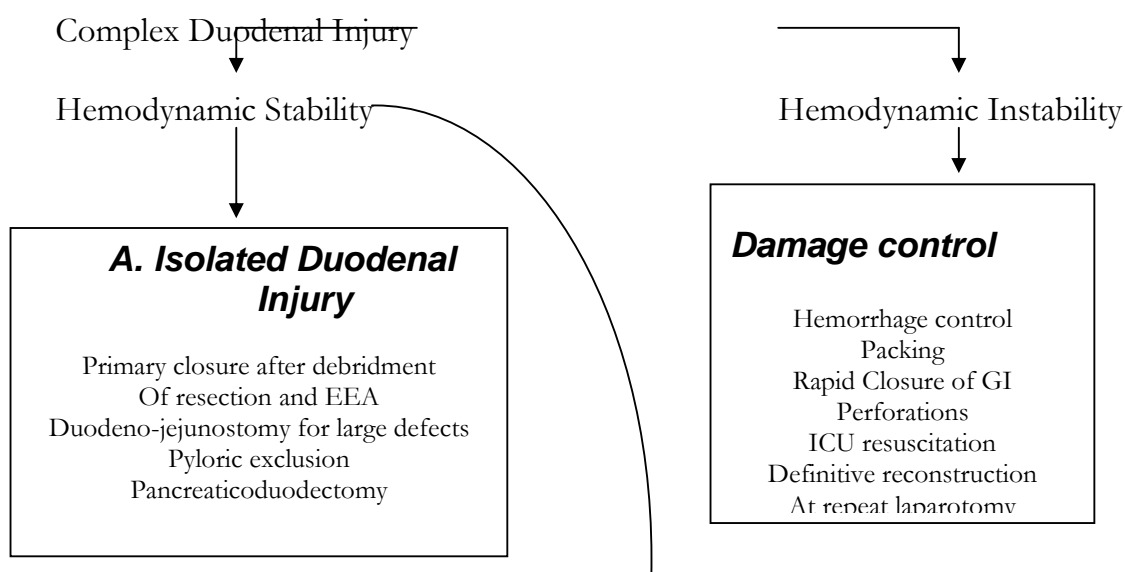 Complex Duodenal Injury
Hemodynamic Stability
Hemodynamic Instability
A. Isolated Duodenal
Injury
Primary closure after debridment
Of resection and EEA
Duodeno-jejunostomy for large defects
Pyloric exclusion
Pancreaticoduodectomy
Damage control
Hemorrhage control
Packing
Rapid Closure of GI
Perforations
ICU resuscitation
Definitive reconstruction
At repeat laparotomy